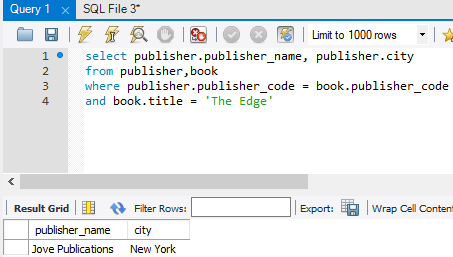 Query 1 SQL File 3*
Limit to 1000 rows
1 select publisher.publisher_name, publisher.city
2 from publisher,book
3 where publisher.publisher_code = book.publisher_code
4 and book.title = 'The Edge'
Result Grid Filter Rows: Export: Wrap Cell Conten
publisher_name city
Jove Publications New York